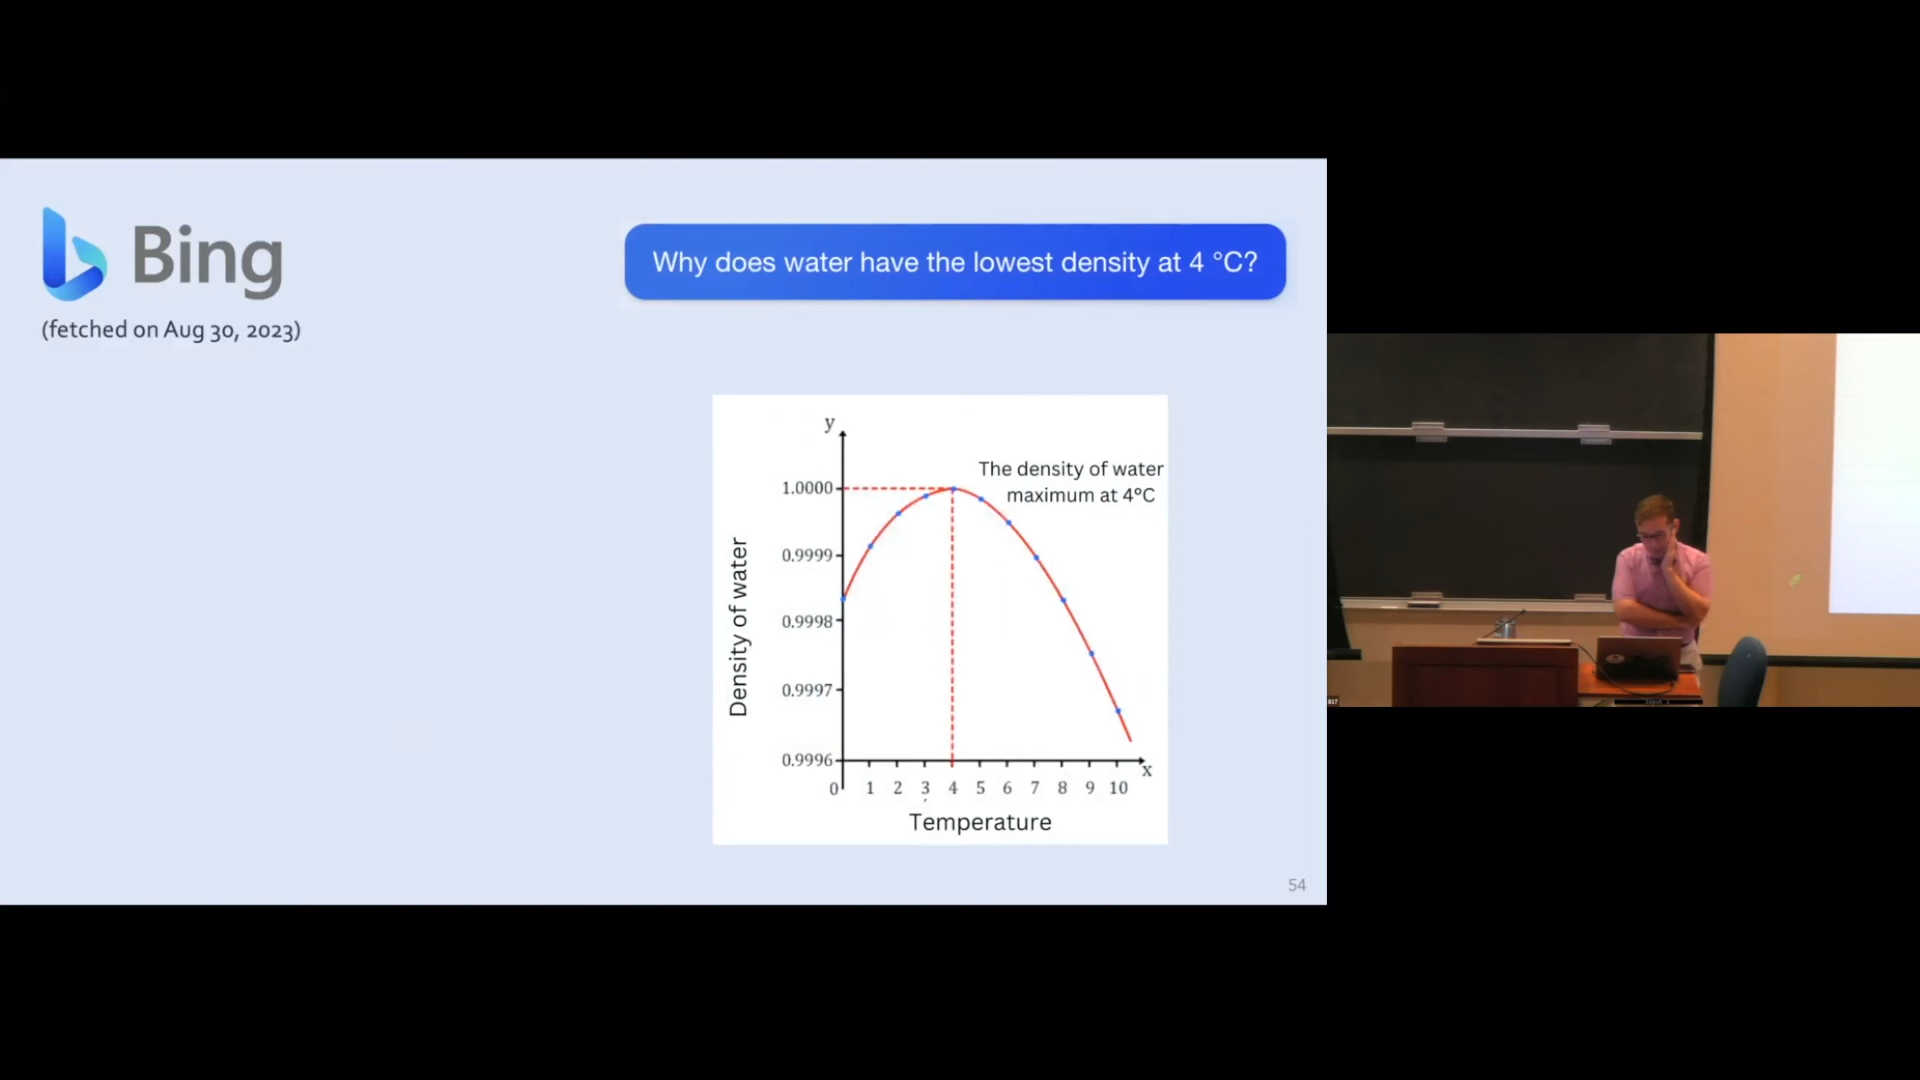 Bing
(fetched on Aug 30, 2023)
Why does water have the lowest density at 4 °C?
y
The density of water
maximum at 4°C
1.0000
0.9999
0.9998
0.9997
0.9996
Density of water
0 1 2 3 4 5 6 7 8 9 10
x
Temperature
54